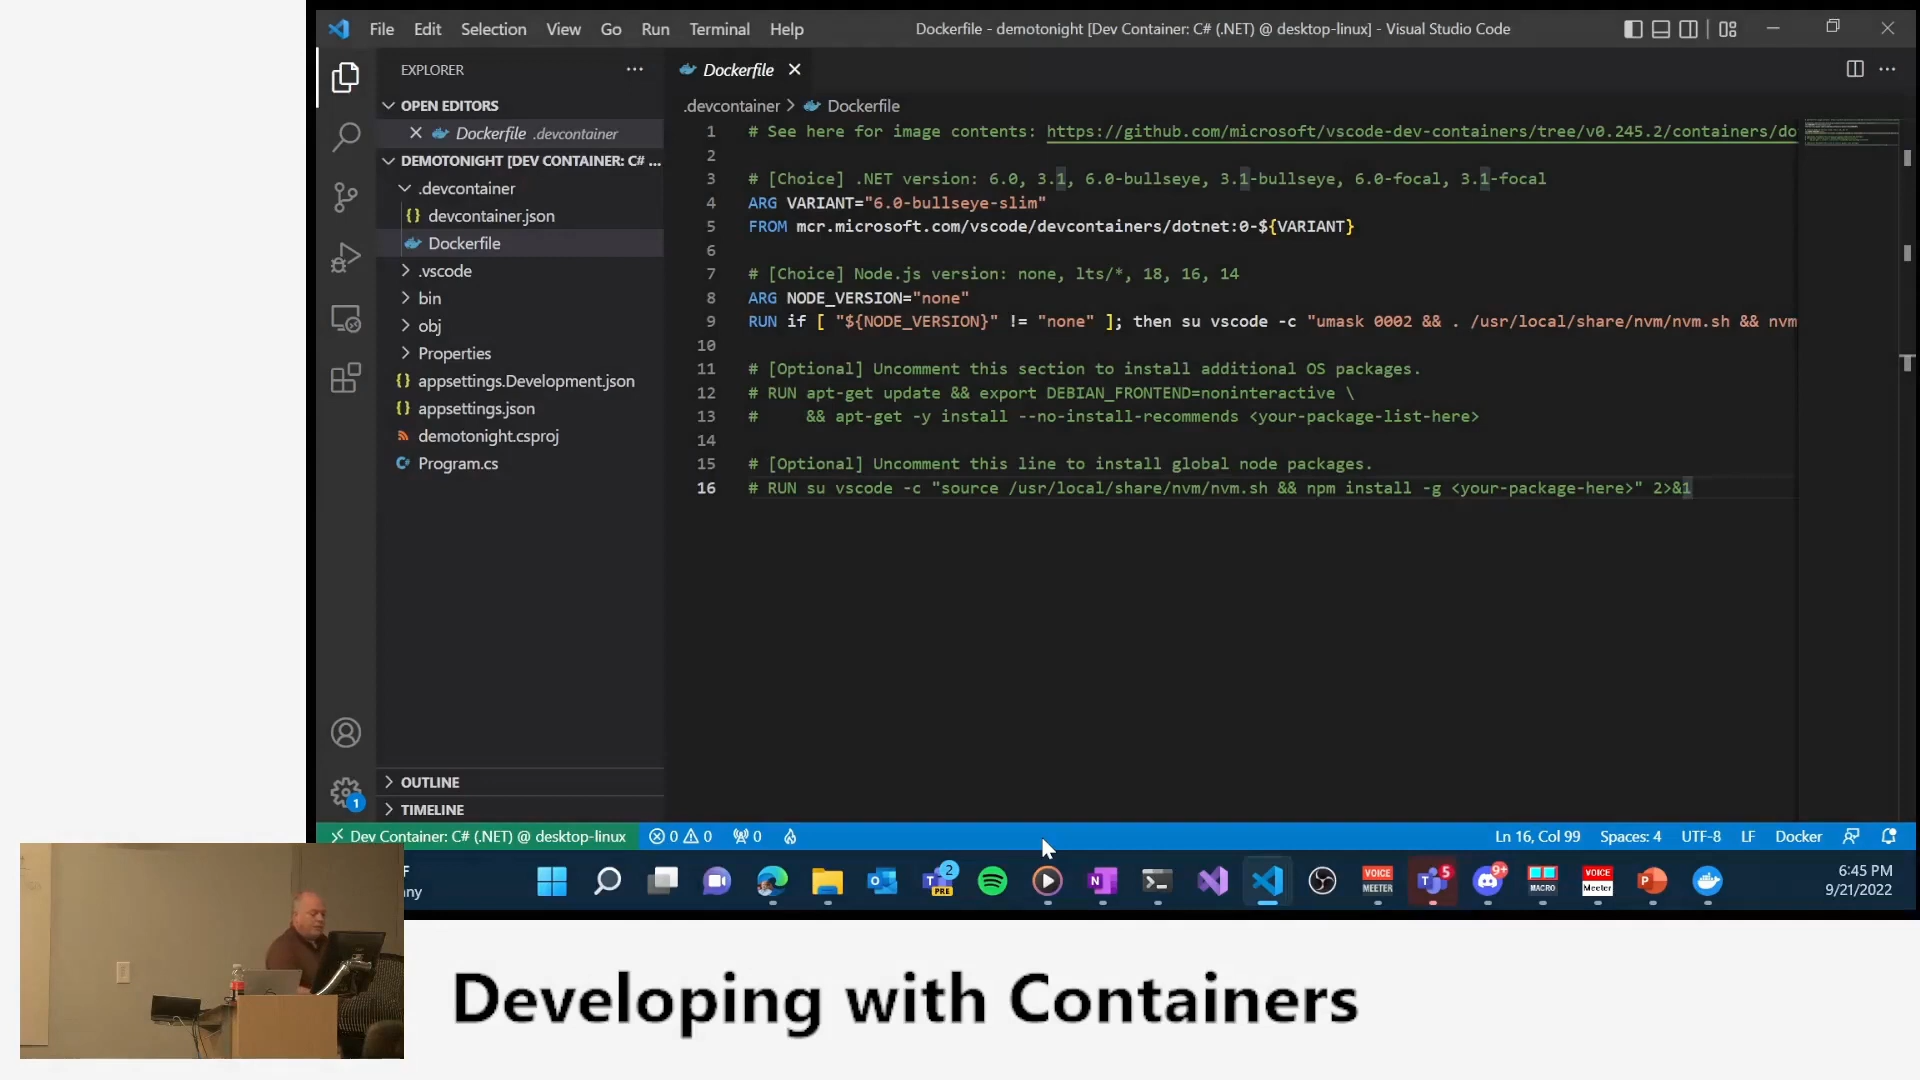 File Edit Selection View Go Run Terminal Help
Dockerfile - demotonight [Dev Container: C# (.NET) @ desktop-linux] - Visual Studio Code
EXPLORER
Dockerfile
OPEN EDITORS
.devcontainer > Dockerfile
Dockerfile .devcontainer
DEMOTONIGHT [DEV CONTAINER: C# ...
.devcontainer
devcontainer.json
Dockerfile
.vscode
bin
obj
Properties
appsettings.Development.json
appsettings.json
demotonight.csproj
Program.cs
OUTLINE
TIMELINE
1 # See here for image contents: https://github.com/microsoft/vscode-dev-containers/tree/v0.245.2/containers/do
2
3 # [Choice] .NET version: 6.0, 3.1, 6.0-bullseye, 3.1-bullseye, 6.0-focal, 3.1-focal
4 ARG VARIANT="6.0-bullseye-slim"
5 FROM mcr.microsoft.com/vscode/devcontainers/dotnet:0-${VARIANT}
6
7 # [Choice] Node.js version: none, lts/*, 18, 16, 14
8 ARG NODE_VERSION="none"
9 RUN if [ "${NODE_VERSION}" != "none" ]; then su vscode -c "umask 0002 && . /usr/local/share/nvm/nvm.sh && nvm
10
11 # [Optional] Uncomment this section to install additional OS packages.
12 # RUN apt-get update && export DEBIAN_FRONTEND=noninteractive \
13 #     && apt-get -y install --no-install-recommends <your-package-list-here>
14
15 # [Optional] Uncomment this line to install global node packages.
16 # RUN su vscode -c "source /usr/local/share/nvm/nvm.sh && npm install -g <your-package-here>" 2>&1
1
Dev Container: C# (.NET) @ desktop-linux 0 0 0
Ln 16, Col 99 Spaces: 4 UTF-8 LF Docker
F
ny
2
PRE
VOICE
MEETER
5
9+
MACRO
VOICE
Meeter
6:45 PM
9/21/2022
Developing with Containers